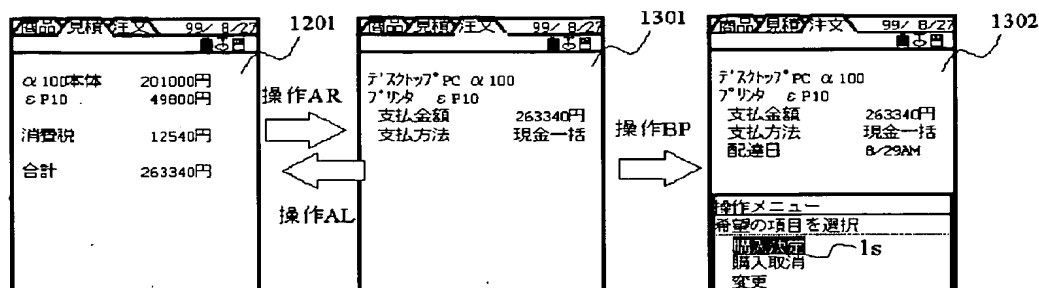 商品 見積 注文 99/ 8/27
1201
α100本体 201000円
εP10 49800円
消費税 12540円
合計 263340円
操作AR
操作AL
商品 見積 注文 99/ 8/27
1301
デスクトップPC α100
プリンタ εP10
支払金額 263340円
支払方法 現金一括
操作BP
商品 見積 注文 99/ 8/27
1302
デスクトップPC α100
プリンタ εP10
支払金額 263340円
支払方法 現金一括
配達日 8/29AM
操作メニュー
希望の項目を選択
購入決定 1s
購入取消
変更